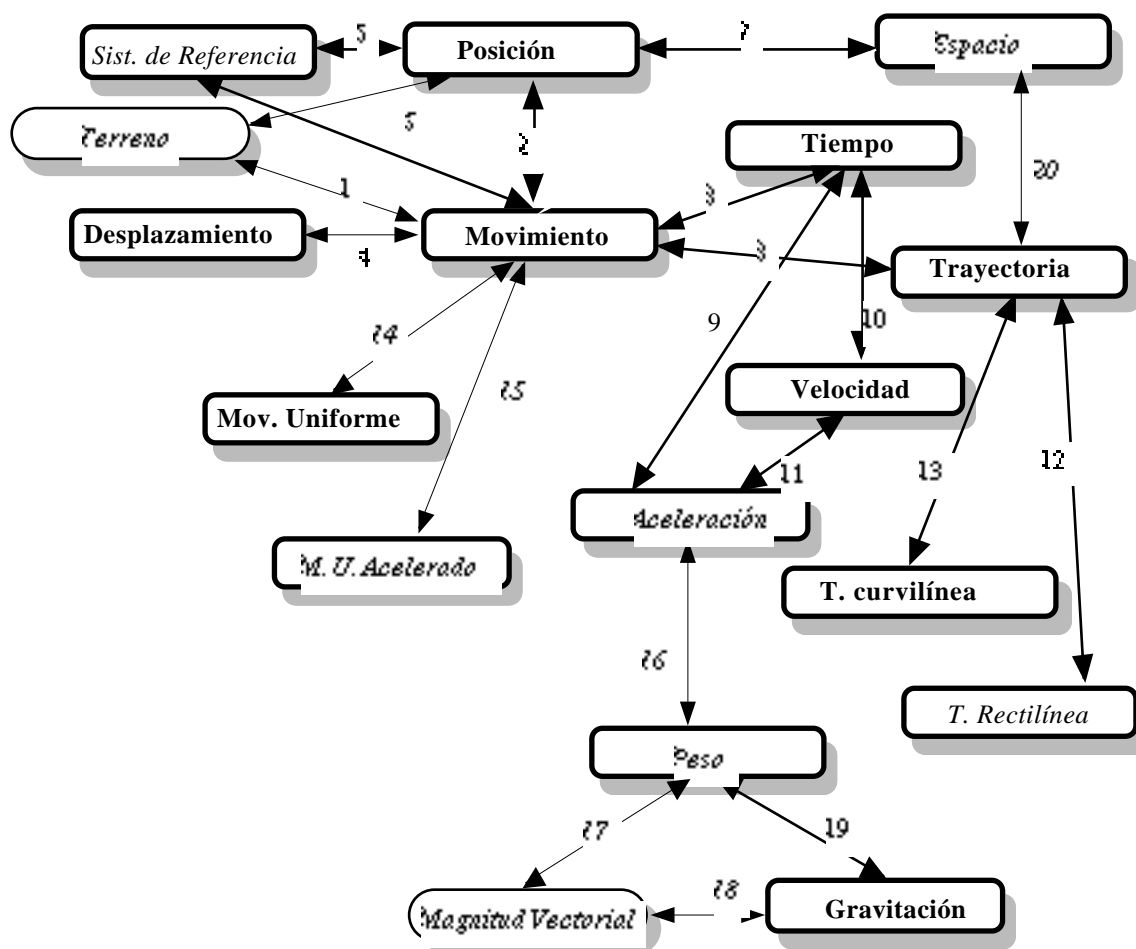 Sist. de Referencia
5
Posición
7
Espacio
Terreno
5
2
Tiempo
20
1
3
Desplazamiento
4
Movimiento
Trayectoria
9
10
14
Velocidad
15
Mov. Uniforme
11
13
12
Aceleración
M. U. Acelerado
T. curvilínea
16
T. Rectilínea
Peso
17
19
18
Magnitud Vectorial
Gravitación